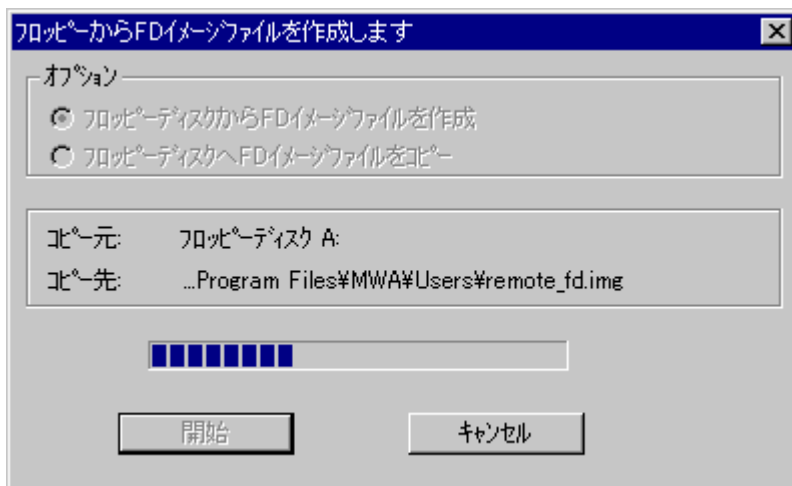 フロッピーからFDイメージファイルを作成します
オプション
フロッピーディスクからFDイメージファイルを作成
フロッピーディスクへFDイメージファイルをコピー
コピー元: フロッピーディスク A:
コピー先: ...Program Files¥MWA¥Users¥remote_fd.img
開始 キャンセル